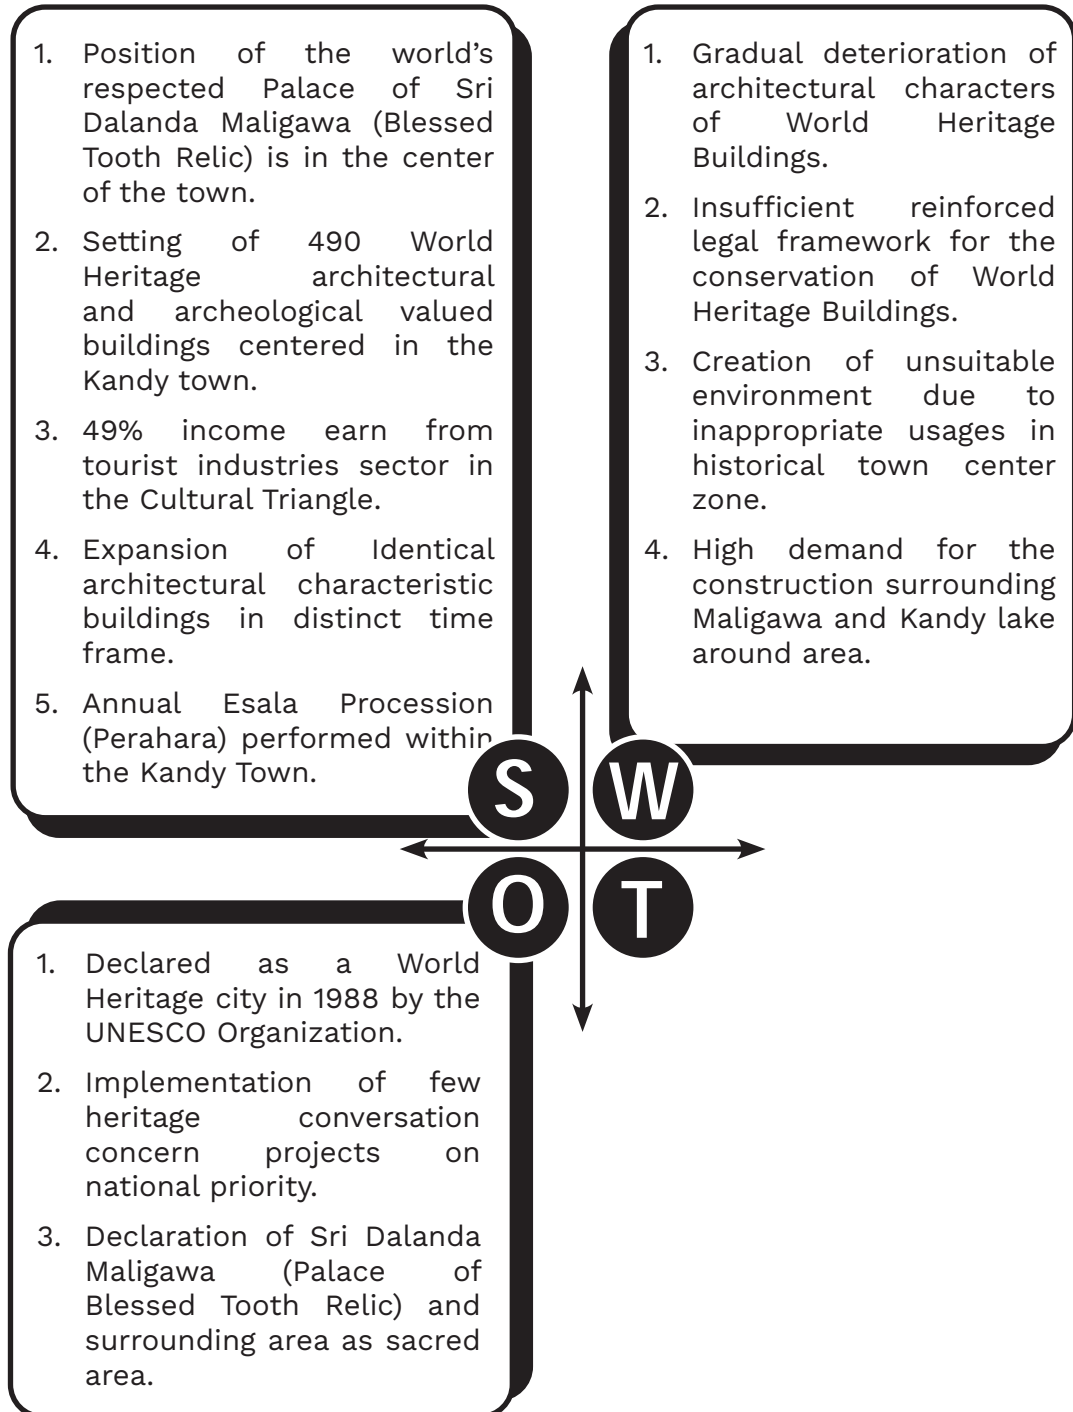 1. Position of the world’s
respected Palace of Sri
Dalanda Maligawa (Blessed
Tooth Relic) is in the center
of the town.
2. Setting of 490 World
Heritage architectural
and archeological valued
buildings centered in the
Kandy town.
3. 49% income earn from
tourist industries sector in
the Cultural Triangle.
4. Expansion of Identical
architectural characteristic
buildings in distinct time
frame.
5. Annual Esala Procession
(Perahara) performed within
the Kandy Town.
1. Gradual deterioration of
architectural characters
of World Heritage
Buildings.
2. Insufficient reinforced
legal framework for the
conservation of World
Heritage Buildings.
3. Creation of unsuitable
environment due to
inappropriate usages in
historical town center
zone.
4. High demand for the
construction surrounding
Maligawa and Kandy lake
around area.
S W
O T
1. Declared as a World
Heritage city in 1988 by the
UNESCO Organization.
2. Implementation of few
heritage conversation
concern projects on
national priority.
3. Declaration of Sri Dalanda
Maligawa (Palace of
Blessed Tooth Relic) and
surrounding area as sacred
area.